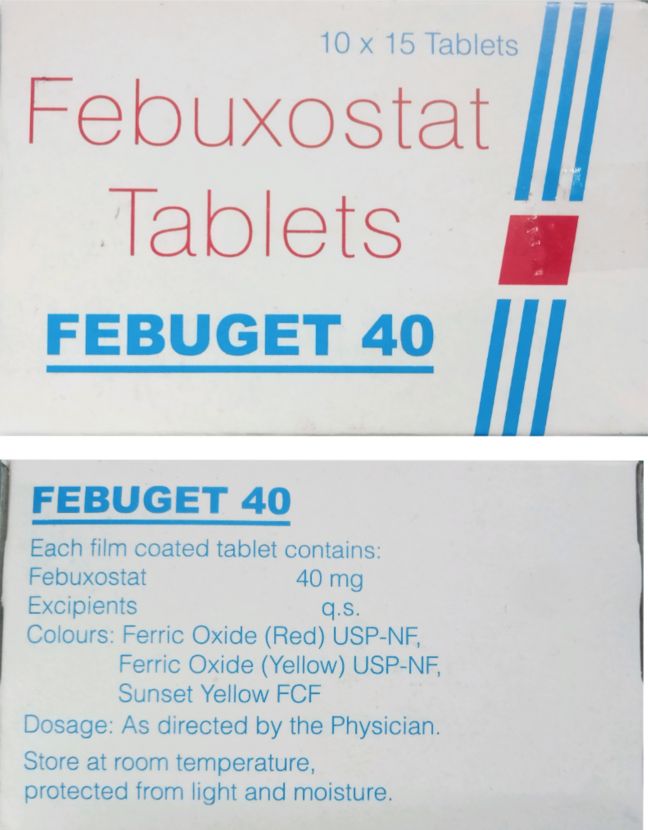 10 x 15 Tablets
Febuxostat
Tablets
FEBUGET 40
FEBUGET 40
Each film coated tablet contains:
Febuxostat 40 mg
Excipients q.s.
Colours: Ferric Oxide (Red) USP-NF,
Ferric Oxide (Yellow) USP-NF,
Sunset Yellow FCF
Dosage: As directed by the Physician.
Store at room temperature,
protected from light and moisture.